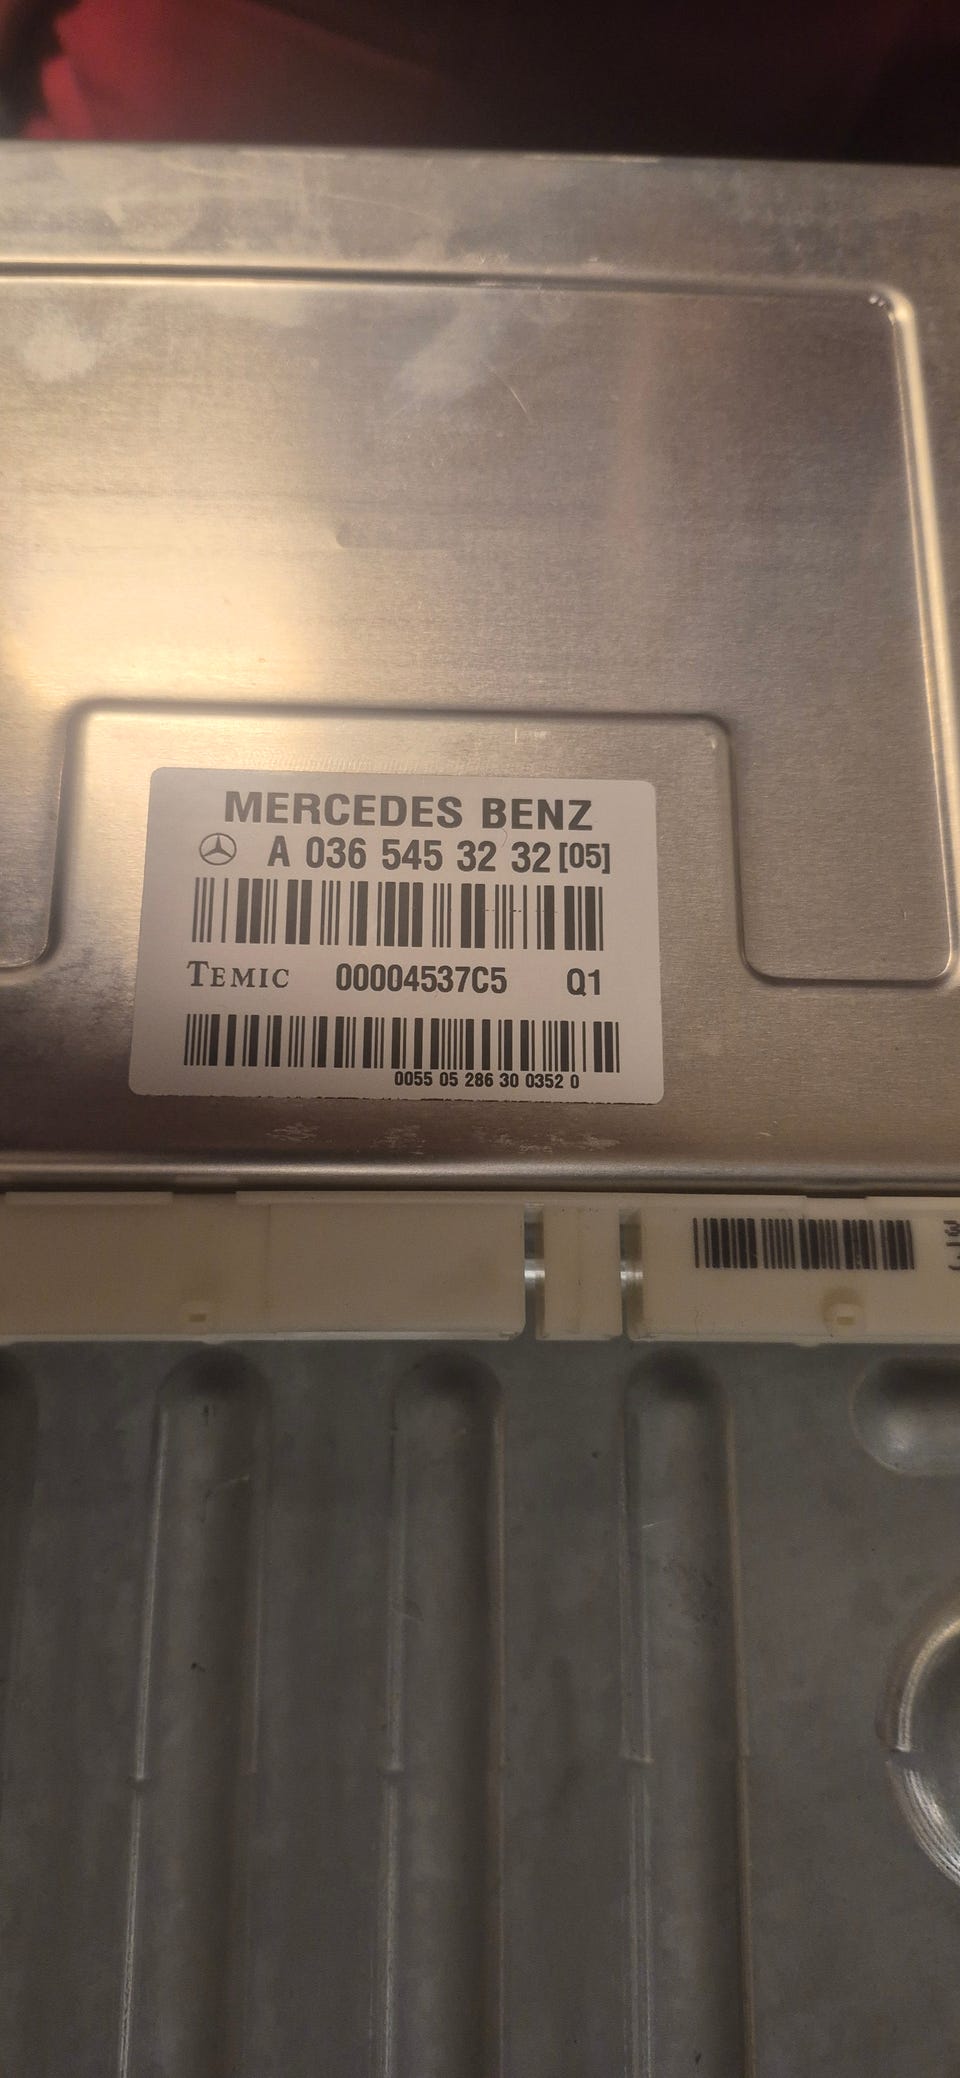 MERCEDES BENZ
A 036 545 32 32 [05]
TEMIC 00004537C5 Q1
0055 05 286 30 0352 0